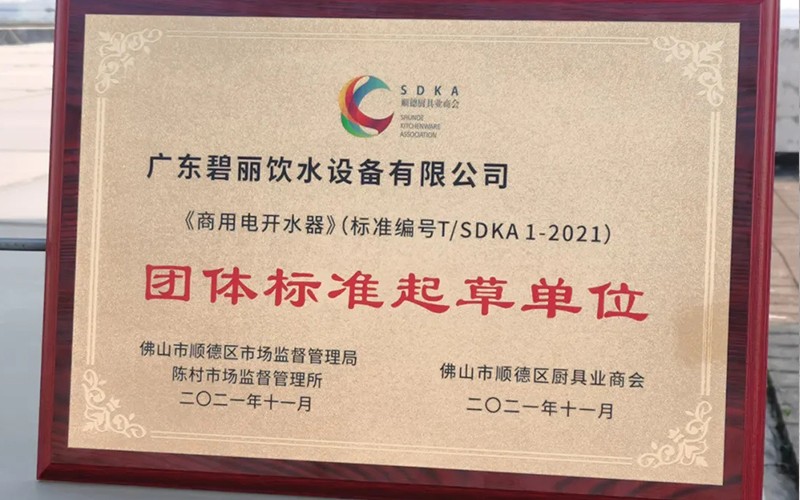 SDKA
顺德厨具业商会
SHUNDE
KITCHENWARE
ASSOCIATION
广东碧丽饮水设备有限公司
《商用电开水器》（标准编号T/SDKA 1-2021）
团体标准起草单位
佛山市顺德区市场监督管理局
陈村市场监督管理所
二〇二一年十一月
佛山市顺德区厨具业商会
二〇二一年十一月